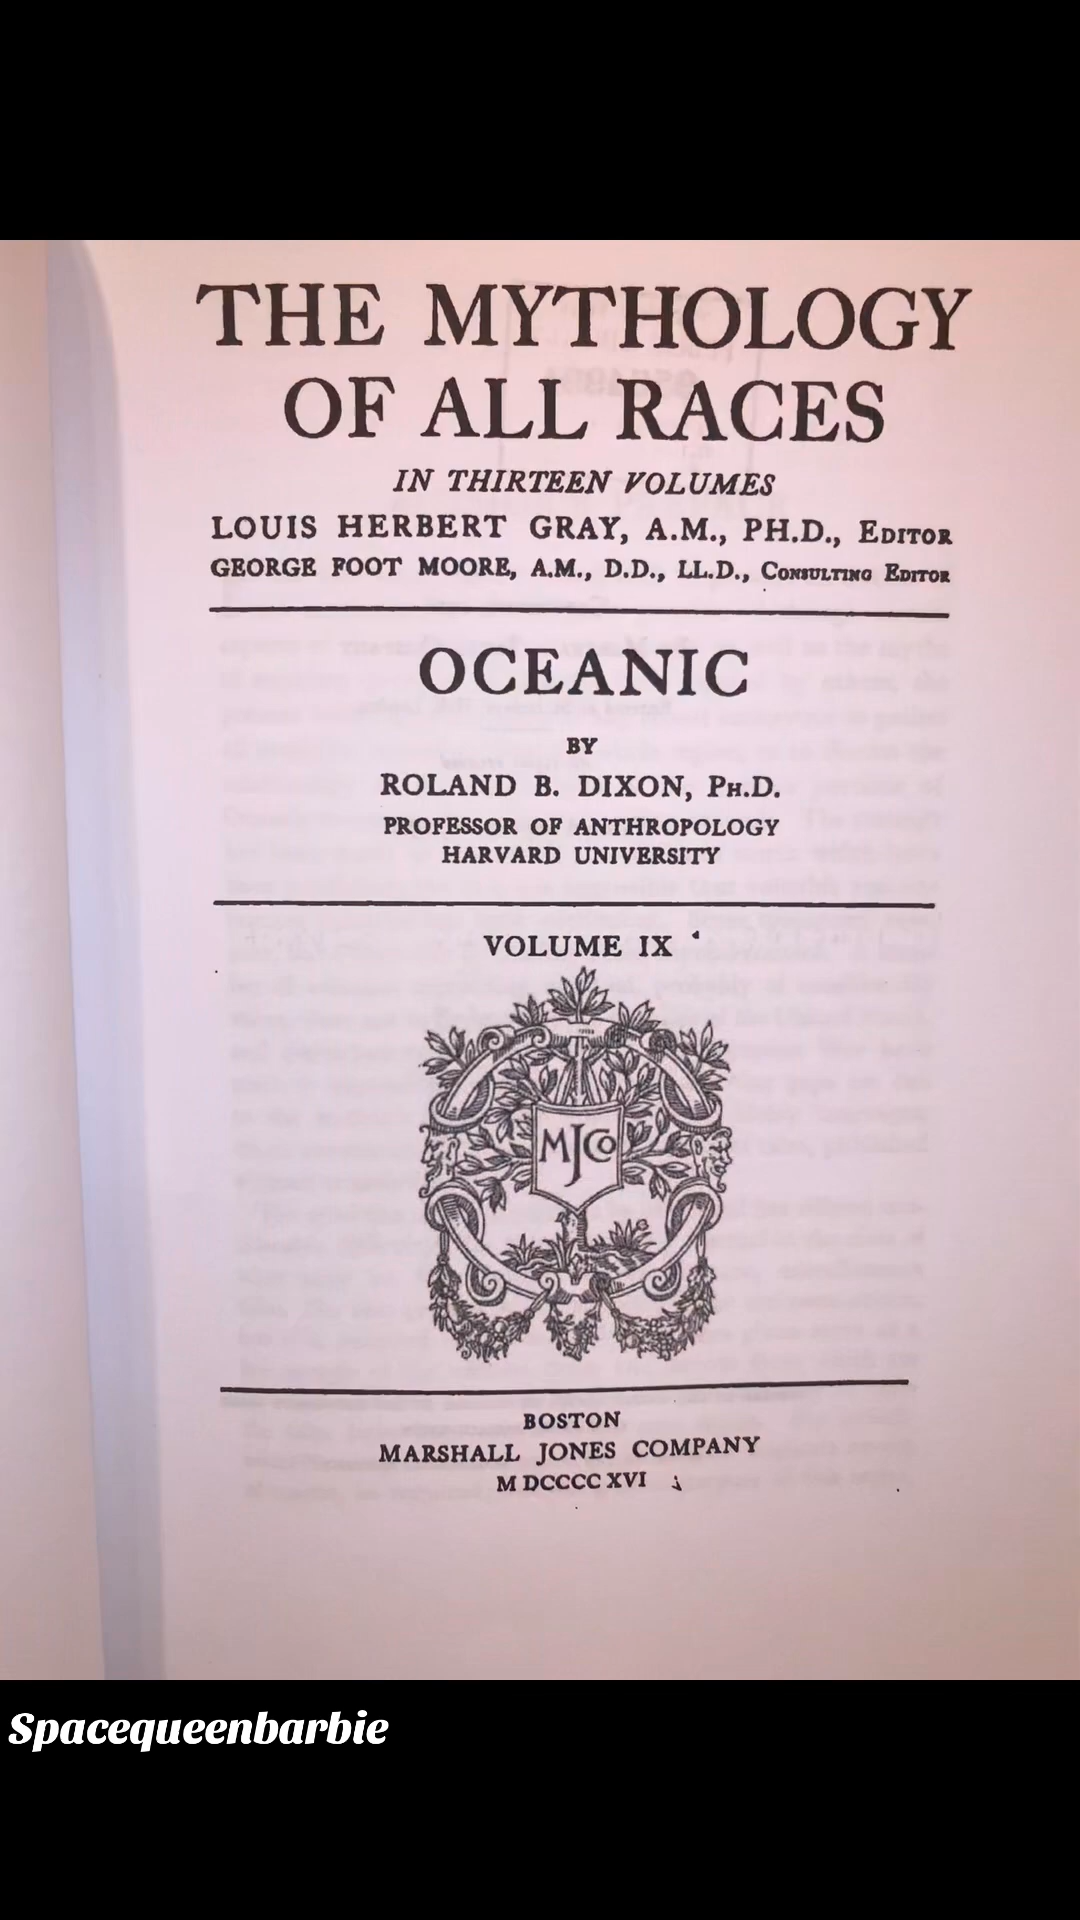 THE MYTHOLOGY
OF ALL RACES
IN THIRTEEN VOLUMES
LOUIS HERBERT GRAY, A.M., PH.D., EDITOR
GEORGE FOOT MOORE, A.M., D.D., LL.D., CONSULTING EDITOR
OCEANIC
BY
ROLAND B. DIXON, PH.D.
PROFESSOR OF ANTHROPOLOGY
HARVARD UNIVERSITY
VOLUME IX
MJCo
BOSTON
MARSHALL JONES COMPANY
M DCCCC XVI
Spacequeenbarbie